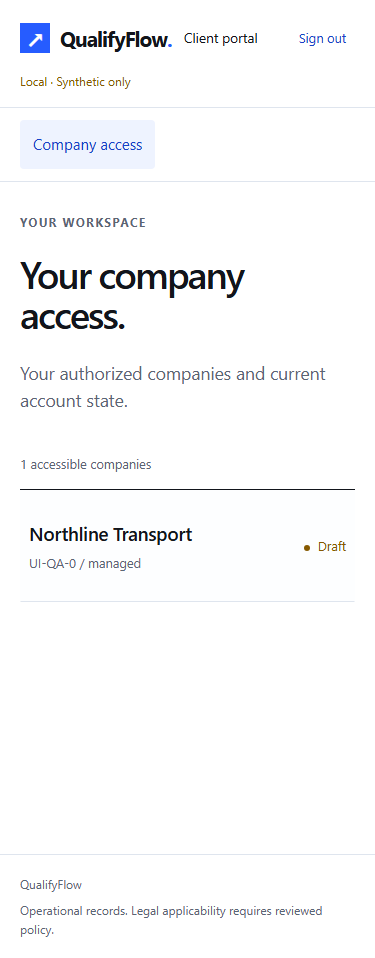 QualifyFlow. Client portal Sign out
Local · Synthetic only
Company access
YOUR WORKSPACE
Your company
access.
Your authorized companies and current
account state.
1 accessible companies
Northline Transport
UI-QA-0 / managed
Draft
QualifyFlow
Operational records. Legal applicability requires reviewed
policy.